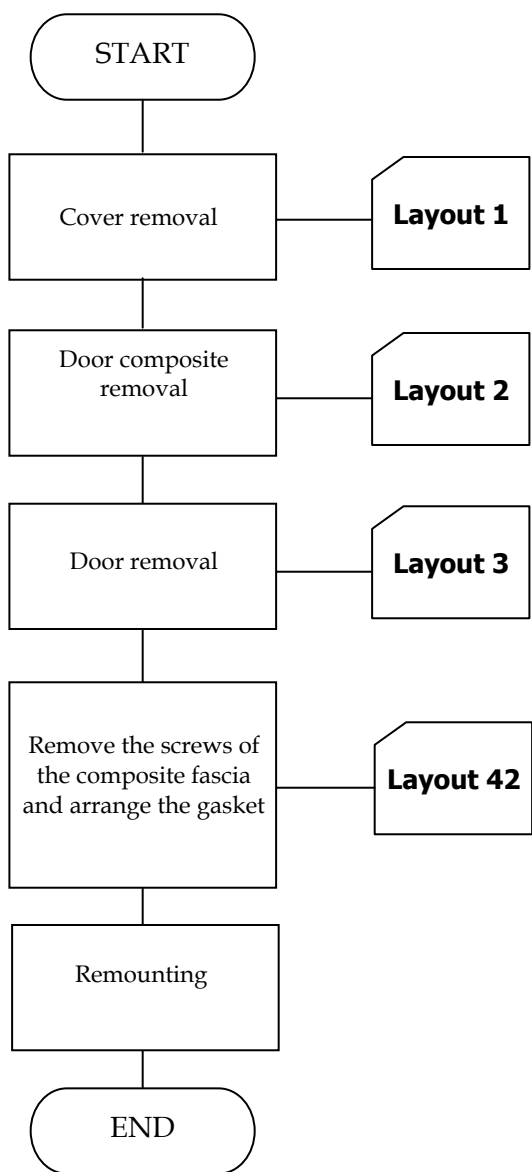 START
Cover removal
Layout 1
Door composite
removal
Layout 2
Door removal
Layout 3
Remove the screws of
the composite fascia
and arrange the gasket
Layout 42
Remounting
END